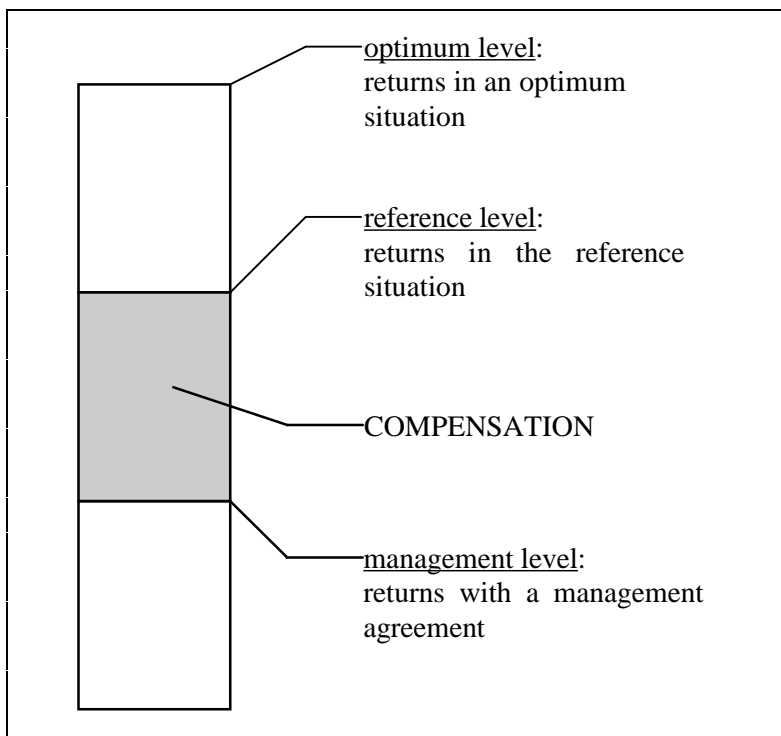 optimum level:
returns in an optimum
situation
reference level:
returns in the reference
situation
COMPENSATION
management level:
returns with a management
agreement